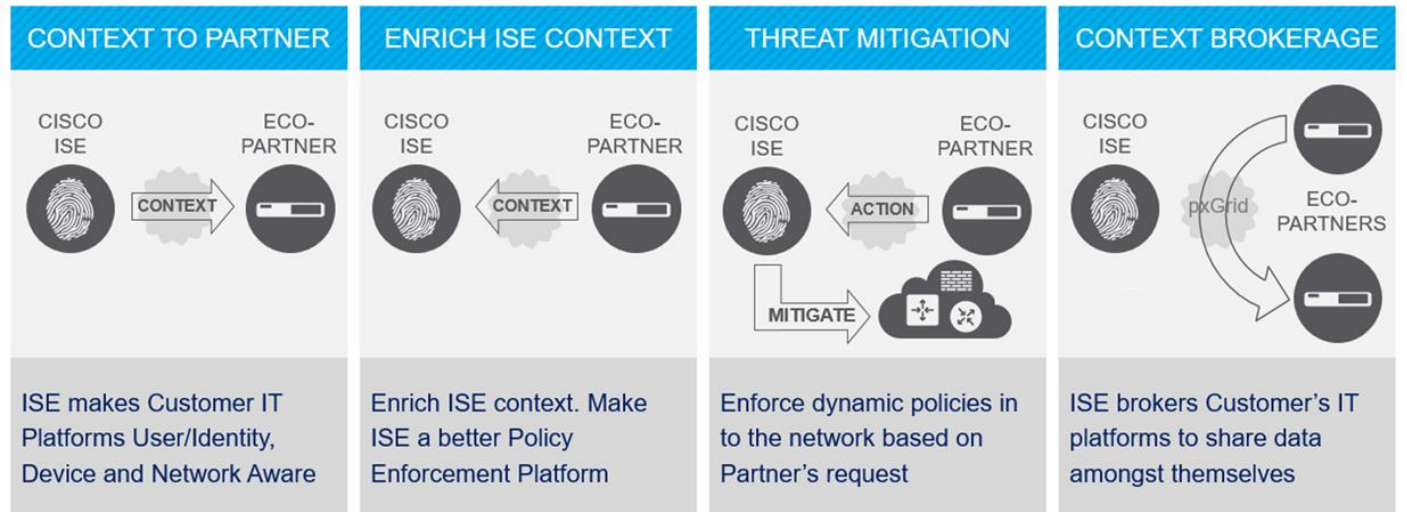 CONTEXT TO PARTNER
CISCO
ISE
ECO-
PARTNER
CONTEXT
ISE makes Customer IT
Platforms User/Identity,
Device and Network Aware
ENRICH ISE CONTEXT
CISCO
ISE
ECO-
PARTNER
CONTEXT
Enrich ISE context. Make
ISE a better Policy
Enforcement Platform
THREAT MITIGATION
CISCO
ISE
ECO-
PARTNER
ACTION
MITIGATE
Enforce dynamic policies in
to the network based on
Partner's request
CONTEXT BROKERAGE
CISCO
ISE
pxGrid
ECO-
PARTNERS
ISE brokers Customer's IT
platforms to share data
amongst themselves